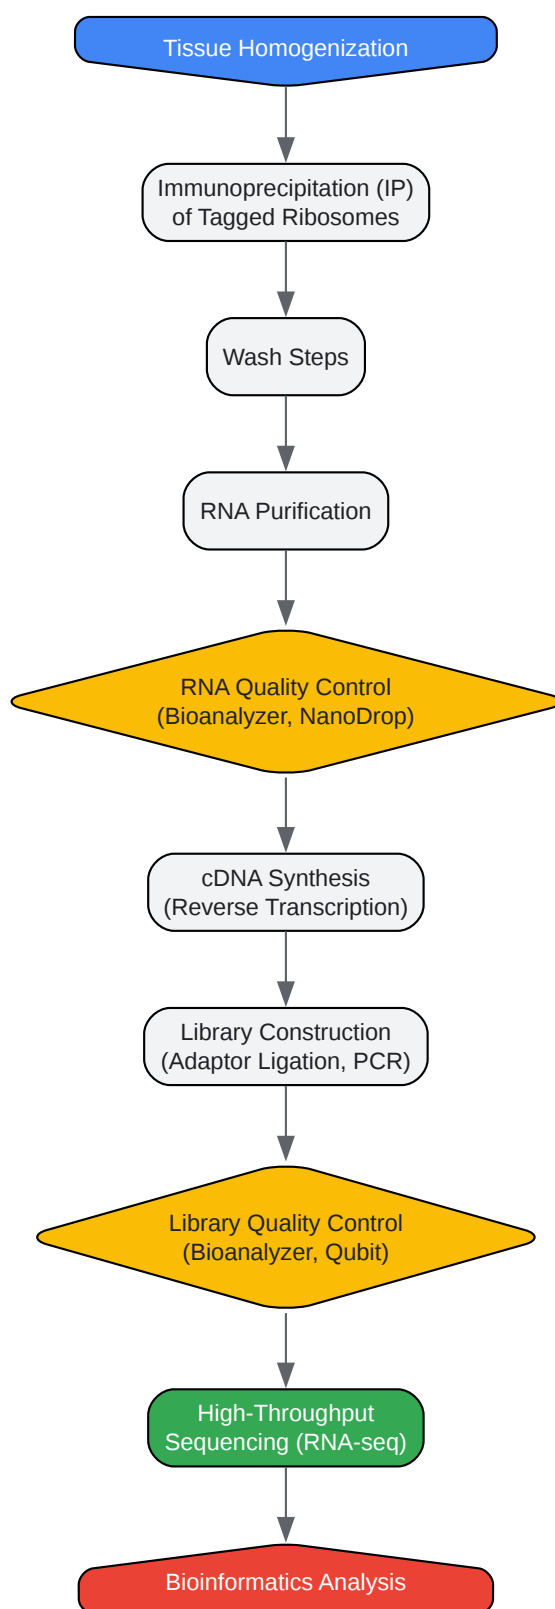 Tissue Homogenization
Immunoprecipitation (IP)
of Tagged Ribosomes
Wash Steps
RNA Purification
RNA Quality Control
(Bioanalyzer, NanoDrop)
cDNA Synthesis
(Reverse Transcription)
Library Construction
(Adaptor Ligation, PCR)
Library Quality Control
(Bioanalyzer, Qubit)
High-Throughput
Sequencing (RNA-seq)
Bioinformatics Analysis